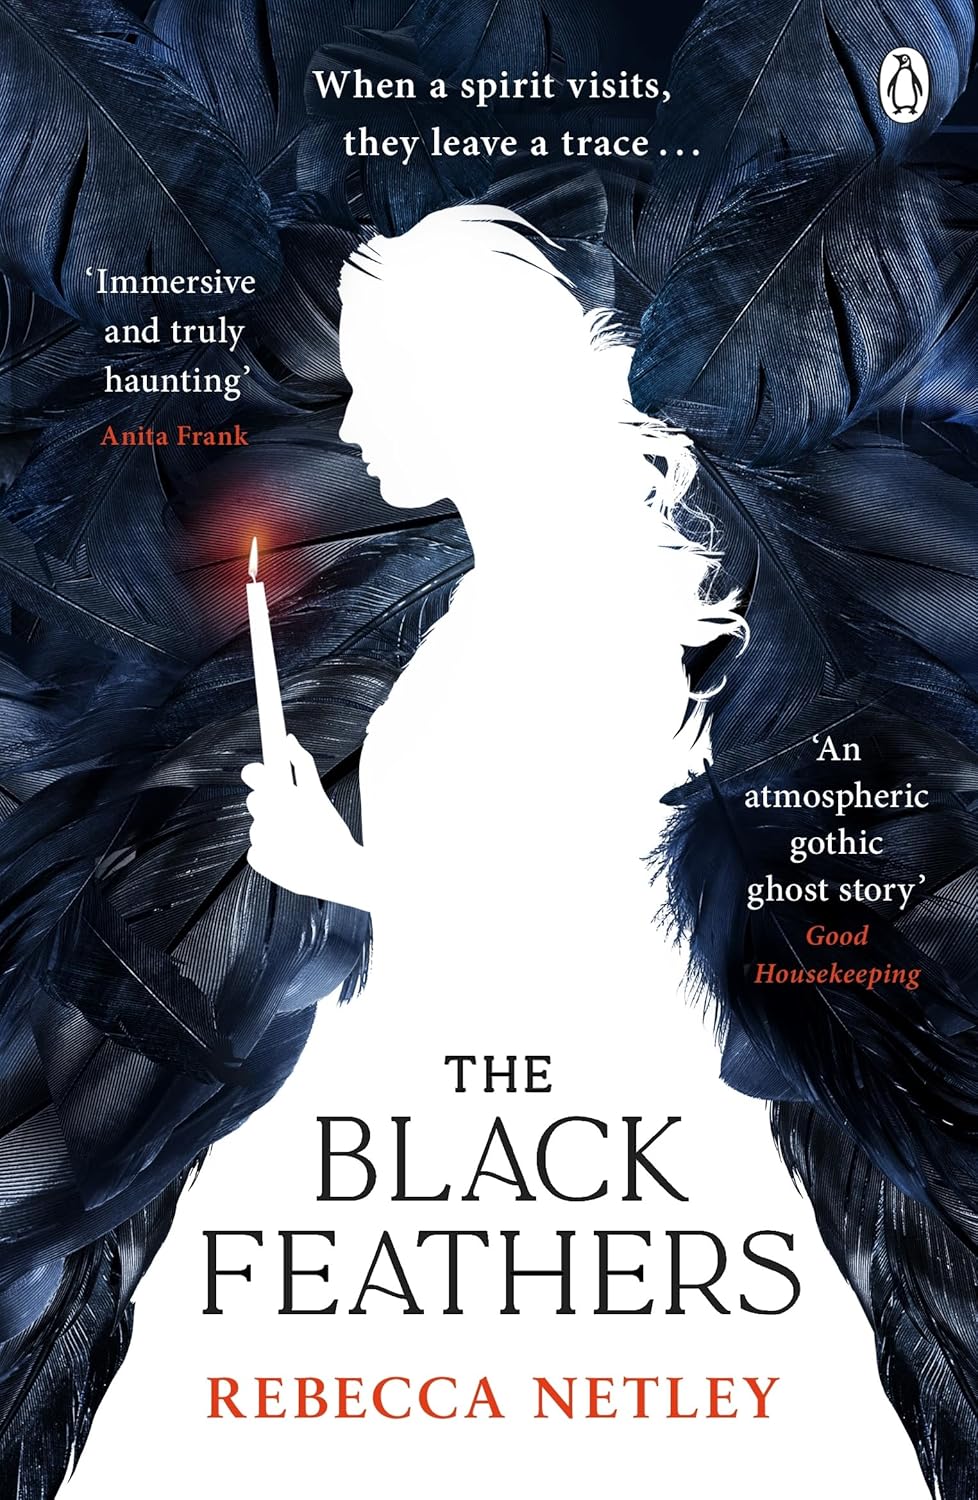 When a spirit visits,
they leave a trace...
‘Immersive
and truly
haunting’
Anita Frank
‘An
atmospheric
gothic
ghost story’
Good
Housekeeping
THE
BLACK
FEATHERS
REBECCA NETLEY